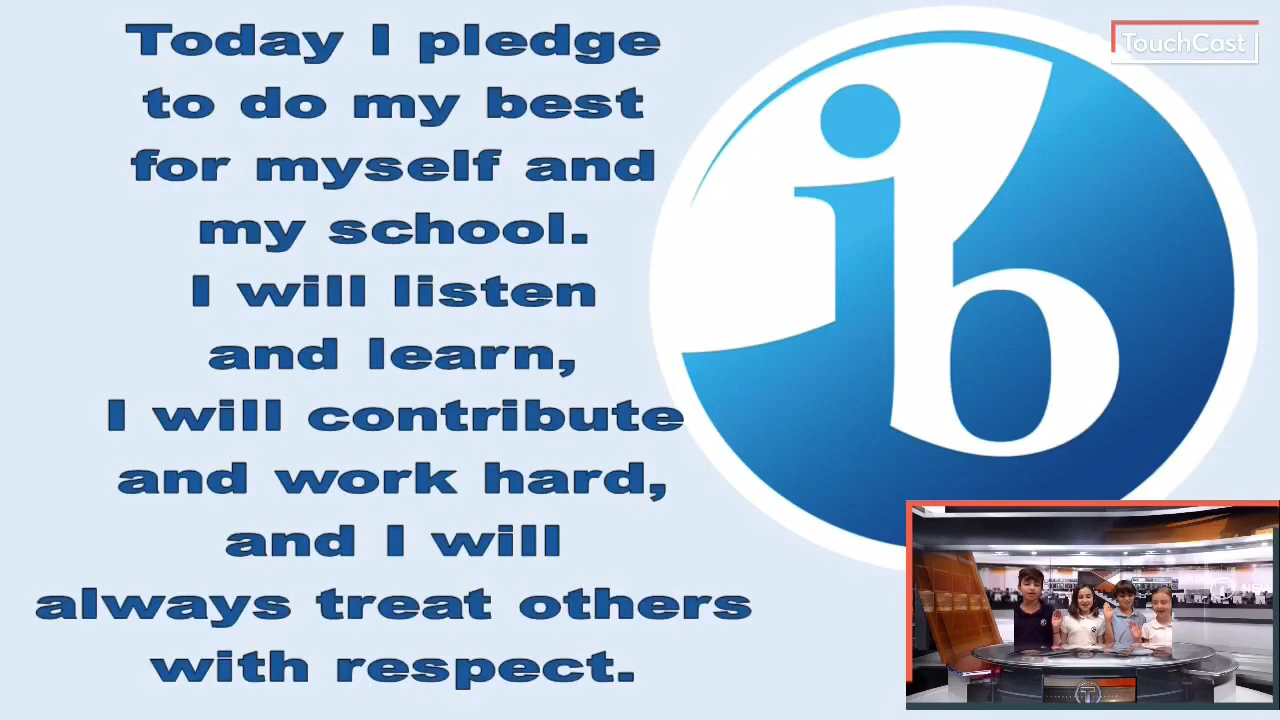 Today I pledge
to do my best
for myself and
my school.
I will listen
and learn,
I will contribute
and work hard,
and I will
always treat others
with respect.
ib
TouchCast
T